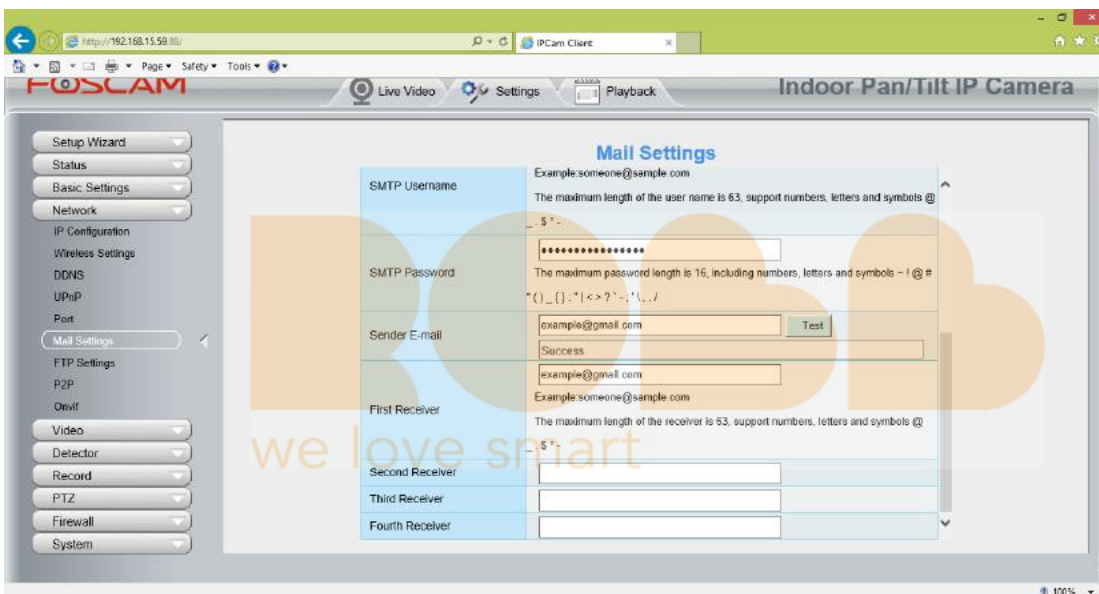 http://192.168.15.59:88/
IPCam Client
Page Safety Tools
FOSCAM
Live Video
Settings
Playback
Indoor Pan/Tilt IP Camera
Setup Wizard
Status
Basic Settings
Network
IP Configuration
Wireless Settings
DDNS
UPnP
Port
Mail Settings
FTP Settings
P2P
Onvif
Video
Detector
Record
PTZ
Firewall
System
Mail Settings
SMTP Username
Example:someone@sample.com
The maximum length of the user name is 63, support numbers, letters and symbols @
_ . $ * -
SMTP Password
••••••••••••••••
The maximum password length is 16, including numbers, letters and symbols ~ ! @ #
Sender E-mail
example@gmail.com
Test
Success
First Receiver
example@gmail.com
Example:someone@sample.com
The maximum length of the receiver is 63, support numbers, letters and symbols @
_ . $ * -
Second Receiver
Third Receiver
Fourth Receiver
ROBB
we love smart
100%